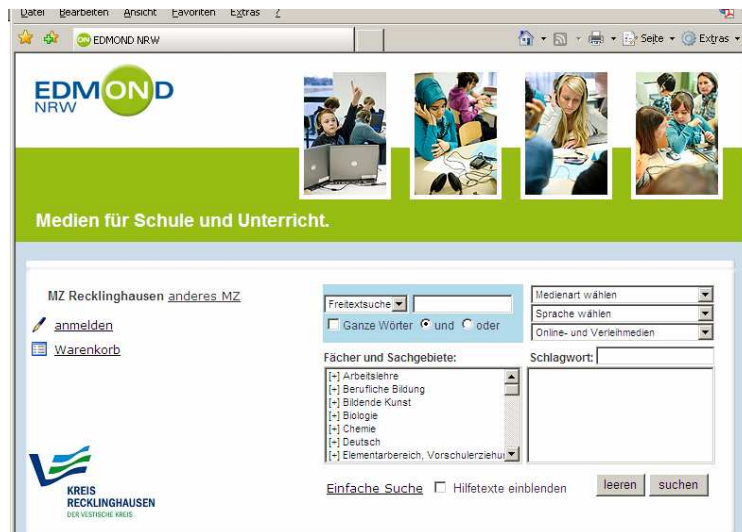 Datei Bearbeiten Ansicht Favoriten Extras ?
EDMOND NRW
Seite Extras
EDMOND
NRW
Medien für Schule und Unterricht.
MZ Recklinghausen anderes MZ
anmelden
Warenkorb
Freitextsuche
Ganze Wörter und oder
Medienart wählen
Sprache wählen
Online- und Verleihmedien
Fächer und Sachgebiete:
Schlagwort:
[+] Arbeitslehre
[+] Berufliche Bildung
[+] Bildende Kunst
[+] Biologie
[+] Chemie
[+] Deutsch
[+] Elementarbereich, Vorschulerziehu
Einfache Suche Hilfetexte einblenden leeren suchen
KREIS
RECKLINGHAUSEN
DER VESTISCHE KREIS